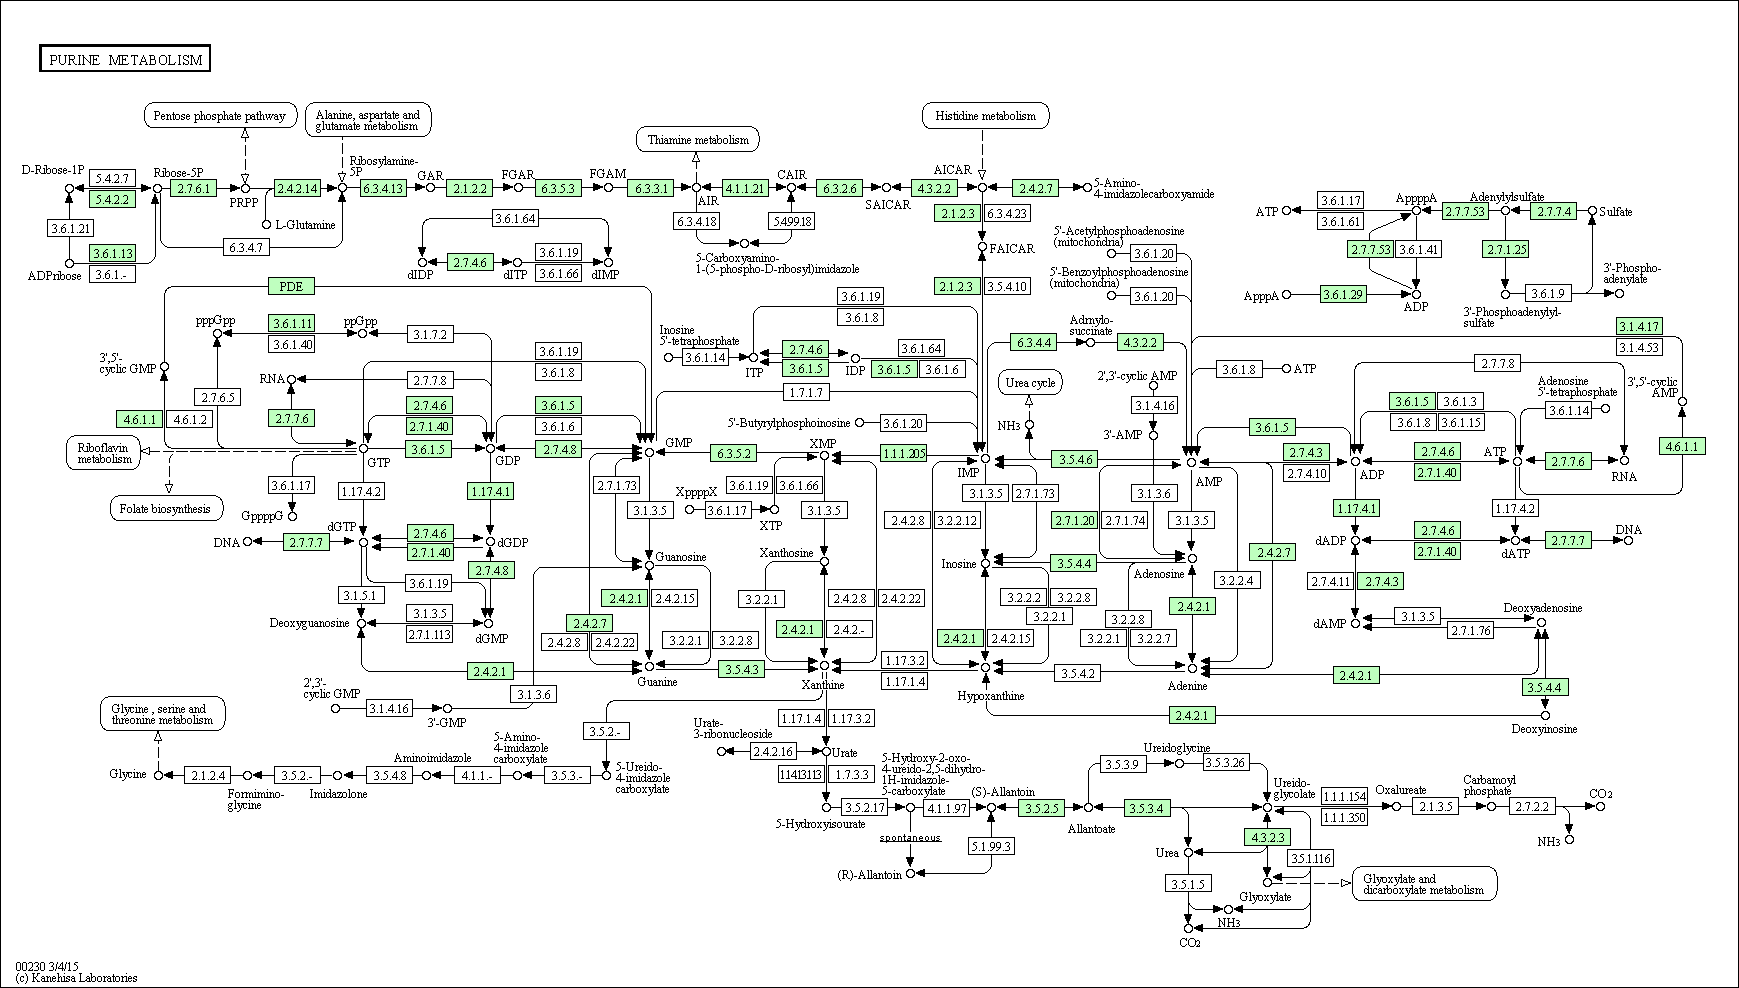 PURINE METABOLISM
Pentose phosphate pathway
Alanine, aspartate and
glutamate metabolism
Thiamine metabolism
Histidine metabolism
D-Ribose-1P
5.4.2.7
5.4.2.2
Ribose-5P
2.7.6.1
PRPP
2.4.2.14
Ribosylamine-
5P
6.3.4.13
GAR
2.1.2.2
FGAR
6.3.5.3
FGAM
6.3.3.1
AIR
4.1.1.21
CAIR
6.3.2.6
SAICAR
4.3.2.2
AICAR
2.4.2.7
5-Amino-
4-imidazolecarboxyamide
3.6.1.21
3.6.1.13
3.6.1.-
ADPribose
L-Glutamine
6.3.4.7
3.6.1.64
dIDP
2.7.4.6
dITP
3.6.1.19
3.6.1.66
dIMP
6.3.4.18
5.4.99.18
5-Carboxyamino-
1-(5-phospho-D-ribosyl)imidazole
2.1.2.3
6.3.4.23
FAICAR
2.1.2.3
3.5.4.10
5'-Acetylphosphoadenosine
(mitochondria)
3.6.1.20
5'-Benzoylphosphoadenosine
(mitochondria)
3.6.1.20
ATP
3.6.1.17
3.6.1.61
AppppA
2.7.7.53
Adenylylsulfate
2.7.7.4
Sulfate
2.7.7.53
3.6.1.41
2.7.1.25
3'-Phospho-
adenylate
ApppA
3.6.1.29
ADP
3.6.1.9
3'-Phosphoadenylyl-
sulfate
PDE
pppGpp
3.6.1.11
3.6.1.40
ppGpp
3.1.7.2
3',5'-
cyclic GMP
3.6.1.19
3.6.1.8
RNA
2.7.7.8
2.7.6.5
4.6.1.1
4.6.1.2
2.7.7.6
2.7.4.6
2.7.1.40
3.6.1.5
3.6.1.6
Inosine
5'-tetraphosphate
3.6.1.14
ITP
3.6.1.19
3.6.1.8
2.7.4.6
3.6.1.5
IDP
3.6.1.64
3.6.1.5
3.6.1.6
1.7.1.7
5'-Butyrylphosphoinosine
3.6.1.20
6.3.4.4
Adrnylo-
succinate
4.3.2.2
Urea cycle
NH3
2',3'-cyclic AMP
3.1.4.16
3'-AMP
3.6.1.8
ATP
3.1.4.17
3.1.4.53
2.7.7.8
3',5'-cyclic
AMP
Adenosine
5'-tetraphosphate
3.6.1.14
3.6.1.5
3.6.1.3
3.6.1.8
3.6.1.15
4.6.1.1
Riboflavin
metabolism
Folate biosynthesis
GTP
3.6.1.5
GDP
2.7.4.8
GMP
6.3.5.2
XMP
1.1.1.205
IMP
3.5.4.6
AMP
3.6.1.5
2.7.4.3
2.7.4.10
ADP
2.7.4.6
2.7.1.40
ATP
2.7.7.6
RNA
3.6.1.17
GppppG
1.17.4.2
1.17.4.1
2.7.1.73
3.1.3.5
XppppX
3.6.1.19
3.6.1.66
3.6.1.17
XTP
3.1.3.5
3.1.3.5
2.7.1.73
2.4.2.8
3.2.2.12
2.7.1.20
2.7.1.74
3.1.3.6
3.1.3.5
1.17.4.1
1.17.4.2
DNA
2.7.7.7
dGTP
2.7.4.6
2.7.1.40
dGDP
2.7.4.8
3.6.1.19
3.1.5.1
3.1.3.5
2.7.1.113
Deoxyguanosine
dGMP
Guanosine
2.4.2.1
2.4.2.15
2.4.2.7
2.4.2.8
2.4.2.22
3.2.2.1
3.2.2.8
Xanthosine
3.2.2.1
2.4.2.8
2.4.2.22
2.4.2.1
2.4.2.-
Inosine
3.5.4.4
Adenosine
3.2.2.2
3.2.2.8
3.2.2.1
2.4.2.1
2.4.2.15
3.2.2.8
3.2.2.1
3.2.2.7
2.4.2.1
3.2.2.4
2.4.2.7
dADP
2.7.4.6
2.7.1.40
dATP
2.7.7.7
DNA
2.7.4.11
2.7.4.3
dAMP
3.1.3.5
2.7.1.76
Deoxyadenosine
2.4.2.1
Guanine
3.5.4.3
Xanthine
1.17.3.2
1.17.1.4
Hypoxanthine
3.5.4.2
Adenine
2.4.2.1
3.5.4.4
2.4.2.1
Deoxyinosine
2',3'-
cyclic GMP
3.1.4.16
3'-GMP
3.1.3.6
Glycine , serine and
threonine metabolism
Glycine
2.1.2.4
Formimino-
glycine
3.5.2.-
Imidazolone
3.5.4.8
Aminoimidazole
4.1.1.-
5-Amino-
4-imidazole
carboxylate
3.5.3.-
3.5.2.-
5-Ureido-
4-imidazole
carboxylate
1.17.1.4
1.17.3.2
Urate-
3-ribonucleoside
2.4.2.16
Urate
1.14.13.113
1.7.3.3
5-Hydroxyisourate
3.5.2.17
5-Hydroxy-2-oxo-
4-ureido-2,5-dihydro-
1H-imidazole-
5-carboxylate
4.1.1.97
(S)-Allantoin
spontaneous
(R)-Allantoin
5.1.99.3
3.5.2.5
Allantoate
3.5.3.9
Ureidoglycine
3.5.3.26
3.5.3.4
Ureido-
glycolate
1.1.1.154
1.1.1.350
Oxalureate
2.1.3.5
Carbamoyl
phosphate
2.7.2.2
CO2
NH3
4.3.2.3
Urea
3.5.1.116
3.5.1.5
Glyoxylate
Glyoxylate and
dicarboxylate metabolism
NH3
CO2
00230 3/4/15
(c) Kanehisa Laboratories